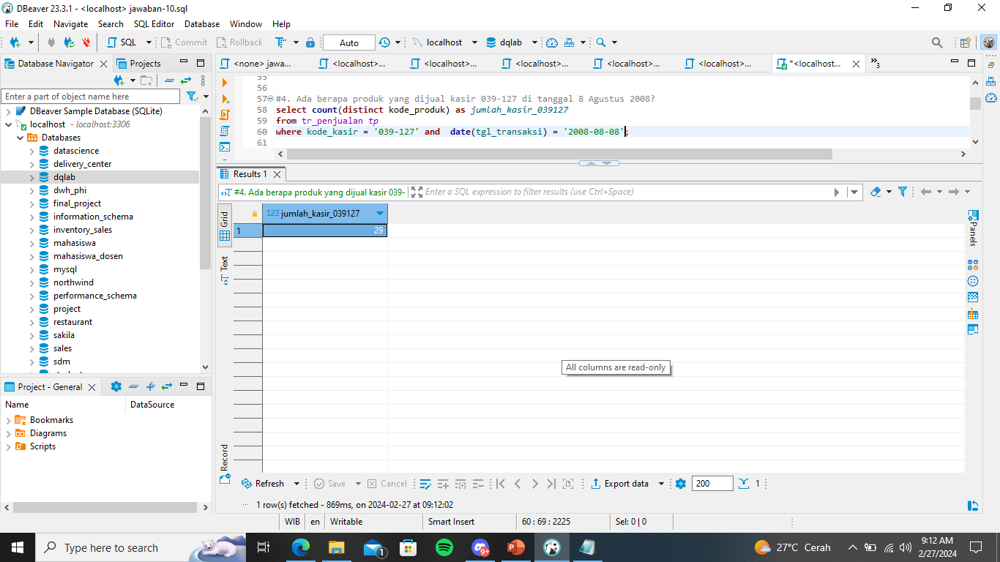 DBeaver 23.3.1 - <localhost> jawaban-10.sql
File Edit Navigate Search SQL Editor Database Window Help
SQL Commit Rollback Auto localhost dqlab
Database Navigator Projects
<none> jawa... <localhost>... <localhost>... <localhost>... <localhost>... <localhost>... *<localhost... »3
Enter a part of object name here
DBeaver Sample Database (SQLite)
localhost - localhost:3306
Databases
datascience
delivery_center
dqlab
dwh_phi
final_project
information_schema
inventory_sales
mahasiswa
mahasiswa_dosen
mysql
northwind
performance_schema
project
restaurant
sakila
sales
sdm
Project - General
Name DataSource
Bookmarks
Diagrams
Scripts
55
56
57 #4. Ada berapa produk yang dijual kasir 039-127 di tanggal 8 Agustus 2008?
58 select count(distinct kode_produk) as jumlah_kasir_039127
59 from tr_penjualan tp
60 where kode_kasir = '039-127' and  date(tgl_transaksi) = '2008-08-08';
61
Results 1
#4. Ada berapa produk yang dijual kasir 039- Enter a SQL expression to filter results (use Ctrl+Space)
Grid
Text
Record
123 jumlah_kasir_039127
1 29
All columns are read-only
Panels
Refresh Save Cancel Export data 200 1
1 row(s) fetched - 869ms, on 2024-02-27 at 09:12:02
WIB en Writable Smart Insert 60 : 69 : 2225 Sel: 0 | 0
Type here to search
1
9+
27°C Cerah
9:12 AM
2/27/2024